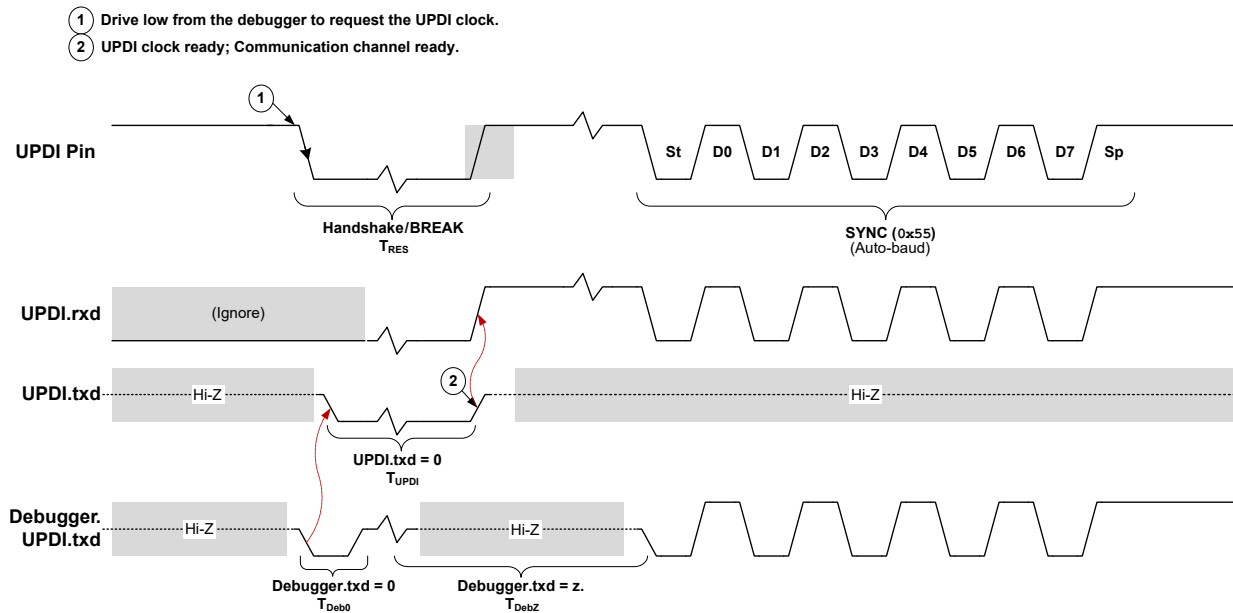 1 Drive low from the debugger to request the UPDI clock.
2 UPDI clock ready; Communication channel ready.
1
UPDI Pin
St D0 D1 D2 D3 D4 D5 D6 D7 Sp
Handshake/BREAK
TRES
SYNC (0x55)
(Auto-baud)
UPDI.rxd
(Ignore)
2
UPDI.txd
Hi-Z
Hi-Z
UPDI.txd = 0
TUPDI
Debugger.
UPDI.txd
Hi-Z
Hi-Z
Debugger.txd = 0
TDeb0
Debugger.txd = z.
TDebZ